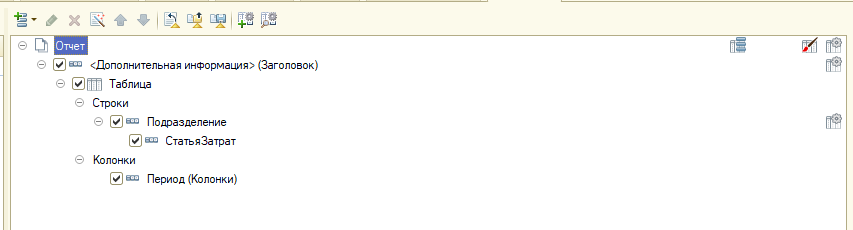 Отчет
<Дополнительная информация> (Заголовок)
Таблица
Строки
Подразделение
СтатьяЗатрат
Колонки
Период (Колонки)